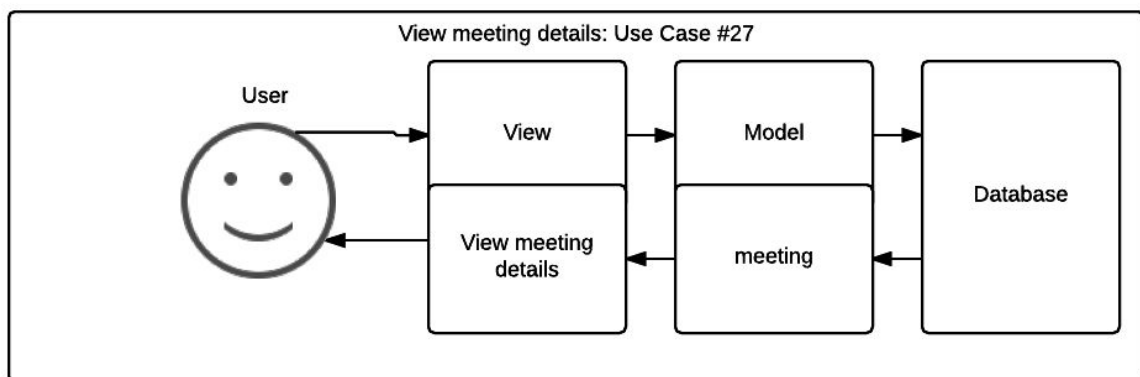 View meeting details: Use Case #27
User
View
Model
Database
View meeting
details
meeting